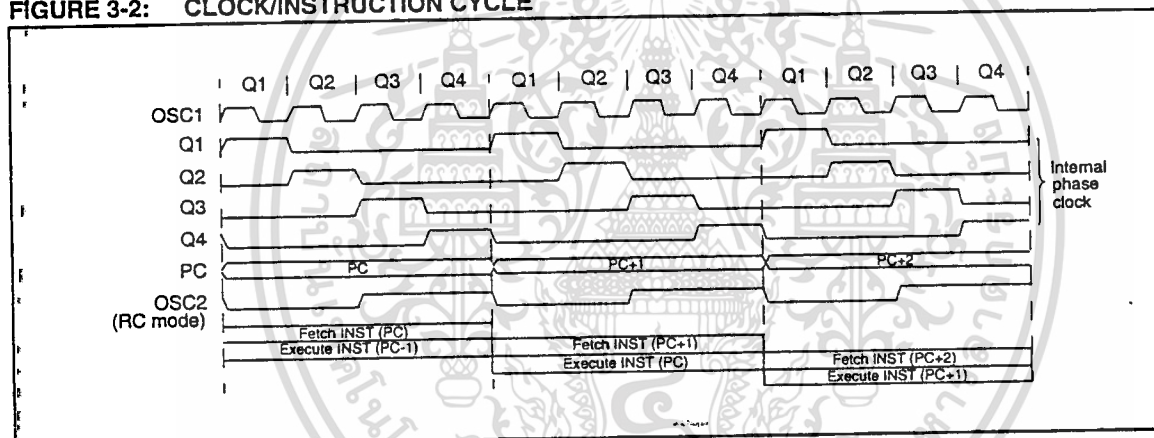 FIGURE 3-2: CLOCK/INSTRUCTION CYCLE
Q1 | Q2 | Q3 | Q4 | Q1 | Q2 | Q3 | Q4 | Q1 | Q2 | Q3 | Q4
OSC1
Q1
Q2
Q3
Q4
Internal
phase
clock
PC PC PC+1 PC+2
OSC2
(RC mode)
Fetch INST (PC)
Execute INST (PC-1) Fetch INST (PC+1)
Execute INST (PC) Fetch INST (PC+2)
Execute INST (PC+1)